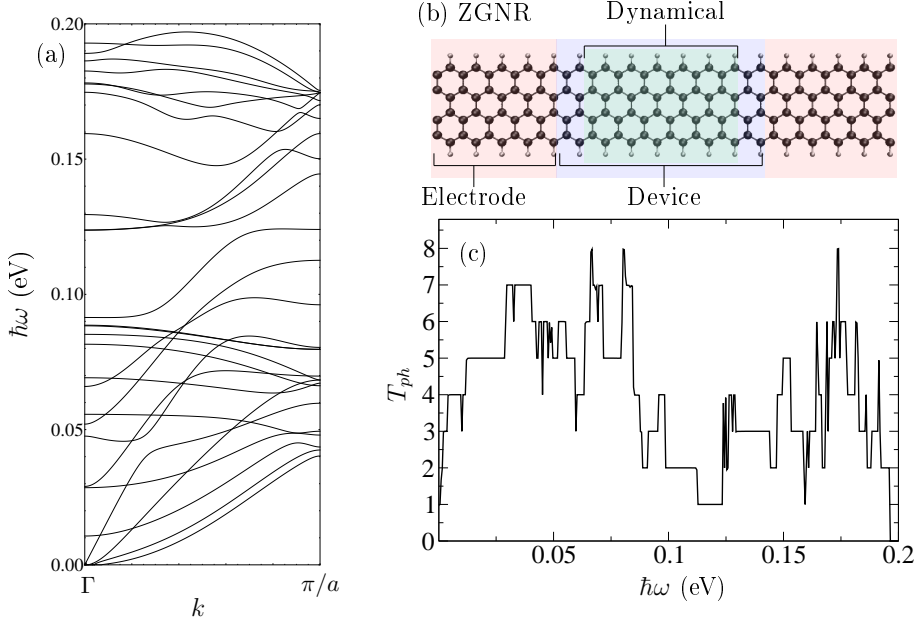 (a)
0.20
0.15
0.10
0.05
0.00
ħω (eV)
Γ
π/a
k
(b) ZGNR
Dynamical
Electrode
Device
(c)
8
7
6
5
4
3
2
1
0
T_ph
0.05
0.1
0.15
0.2
ħω (eV)